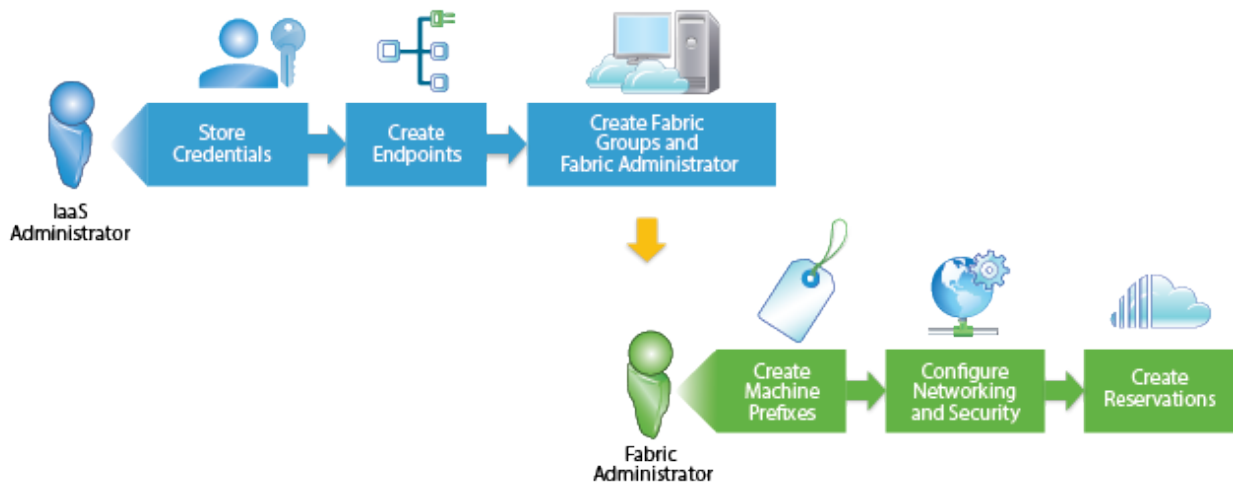 Store
Credentials
Create
Endpoints
Create Fabric
Groups and
Fabric Administrator
IaaS
Administrator
Create
Machine
Prefixes
Configure
Networking
and Security
Create
Reservations
Fabric
Administrator